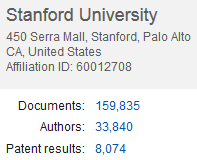 Stanford University
450 Serra Mall, Stanford, Palo Alto
CA, United States
Affiliation ID: 60012708
Documents: 159,835
Authors: 33,840
Patent results: 8,074